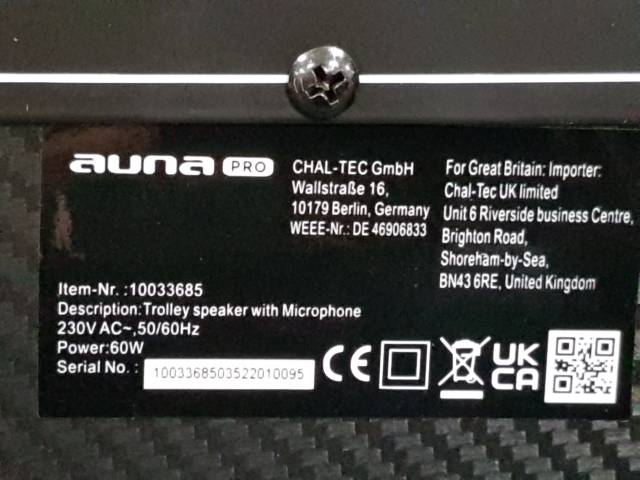 auna PRO
CHAL-TEC GmbH
Wallstraße 16,
10179 Berlin, Germany
WEEE-Nr.: DE 46906833
For Great Britain: Importer:
Chal-Tec UK limited
Unit 6 Riverside business Centre,
Brighton Road,
Shoreham-by-Sea,
BN43 6RE, United Kingdom
Item-Nr. :10033685
Description:Trolley speaker with Microphone
230V AC~,50/60Hz
Power:60W
Serial No. : 1003368503522010095
CE
UK
CA